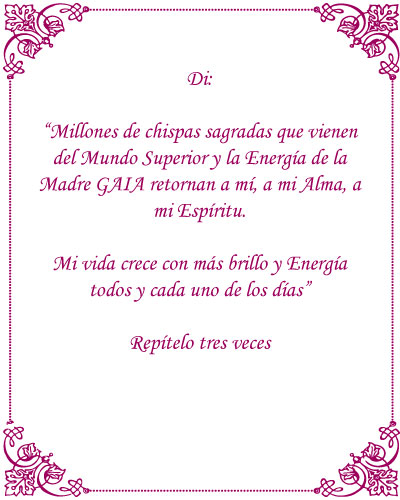 Di:
“Millones de chispas sagradas que vienen
del Mundo Superior y la Energía de la
Madre GAIA retornan a mí, a mi Alma, a
mi Espíritu.
Mi vida crece con más brillo y Energía
todos y cada uno de los días”
Repítelo tres veces